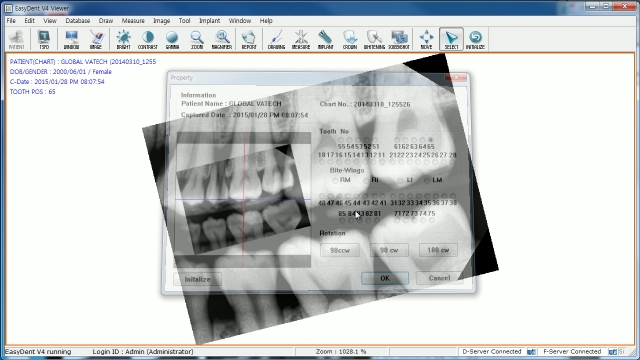 EasyDent V4 Viewer
File Edit View Database Draw Measure Image Tool Implant Window Help
PATIENT TSPD WINDOW IMAGE BRIGHT CONTRAST GAMMA ZOOM MAGNIFIER REPORT DRAWING MEASURE IMPLANT CROWN WHITENING SCREENSHOT MOVE SELECT INITIALIZE
PATIENT(CHART) : GLOBAL VATECH (20140310_1255
DOB/GENDER : 2000/06/01 / Female
C-Date : 2015/01/28 PM 08:07:54
TOOTH POS : 65
Property
Information
Patient Name : GLOBAL VATECH Chart No. : 20140310_125526
Captured Date : 2015/01/28 PM 08:07:54
Tooth No
55 54 53 52 51 61 62 63 64 65
18 17 16 15 14 13 12 11 21 22 23 24 25 26 27 28
Bite-Wings
RM RI LI LM
48 47 46 45 44 43 42 41 31 32 33 34 35 36 37 38
85 84 83 82 81 71 72 73 74 75
Rotation
90ccw 90 cw 180 cw
Initialize OK Cancel
EasyDent V4 running Login ID : Admin (Administrator) Zoom : 1028.1 % D-Server Connected F-Server Connected